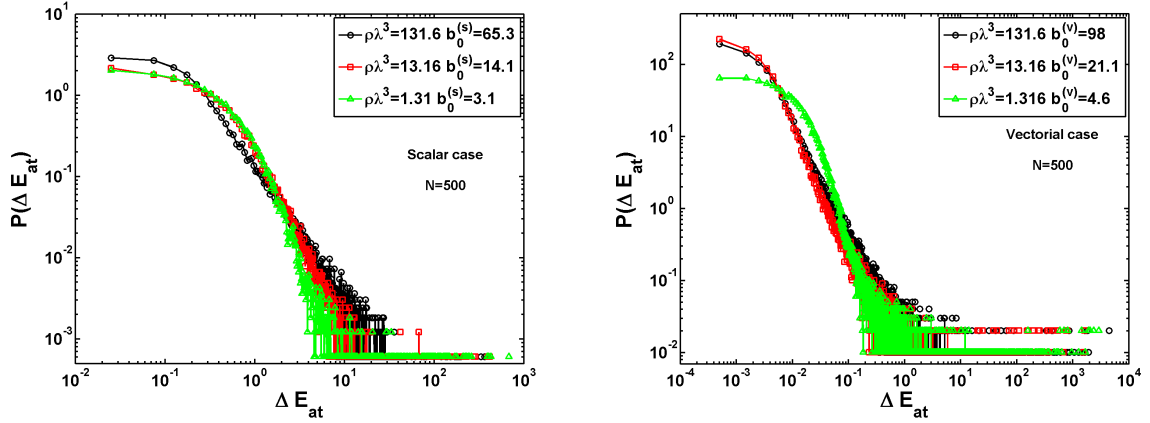 ρλ³=131.6 b₀⁽ˢ⁾=65.3
ρλ³=13.16 b₀⁽ˢ⁾=14.1
ρλ³=1.31 b₀⁽ˢ⁾=3.1
Scalar case
N=500
P(Δ E_at)
10¹
10⁰
10⁻¹
10⁻²
10⁻³
10⁻² 10⁻¹ 10⁰ 10¹ 10² 10³
Δ E_at
ρλ³=131.6 b₀⁽ᵛ⁾=98
ρλ³=13.16 b₀⁽ᵛ⁾=21.1
ρλ³=1.316 b₀⁽ᵛ⁾=4.6
Vectorial case
N=500
P(Δ E_at)
10²
10¹
10⁰
10⁻¹
10⁻²
10⁻⁴ 10⁻³ 10⁻² 10⁻¹ 10⁰ 10¹ 10² 10³ 10⁴
Δ E_at